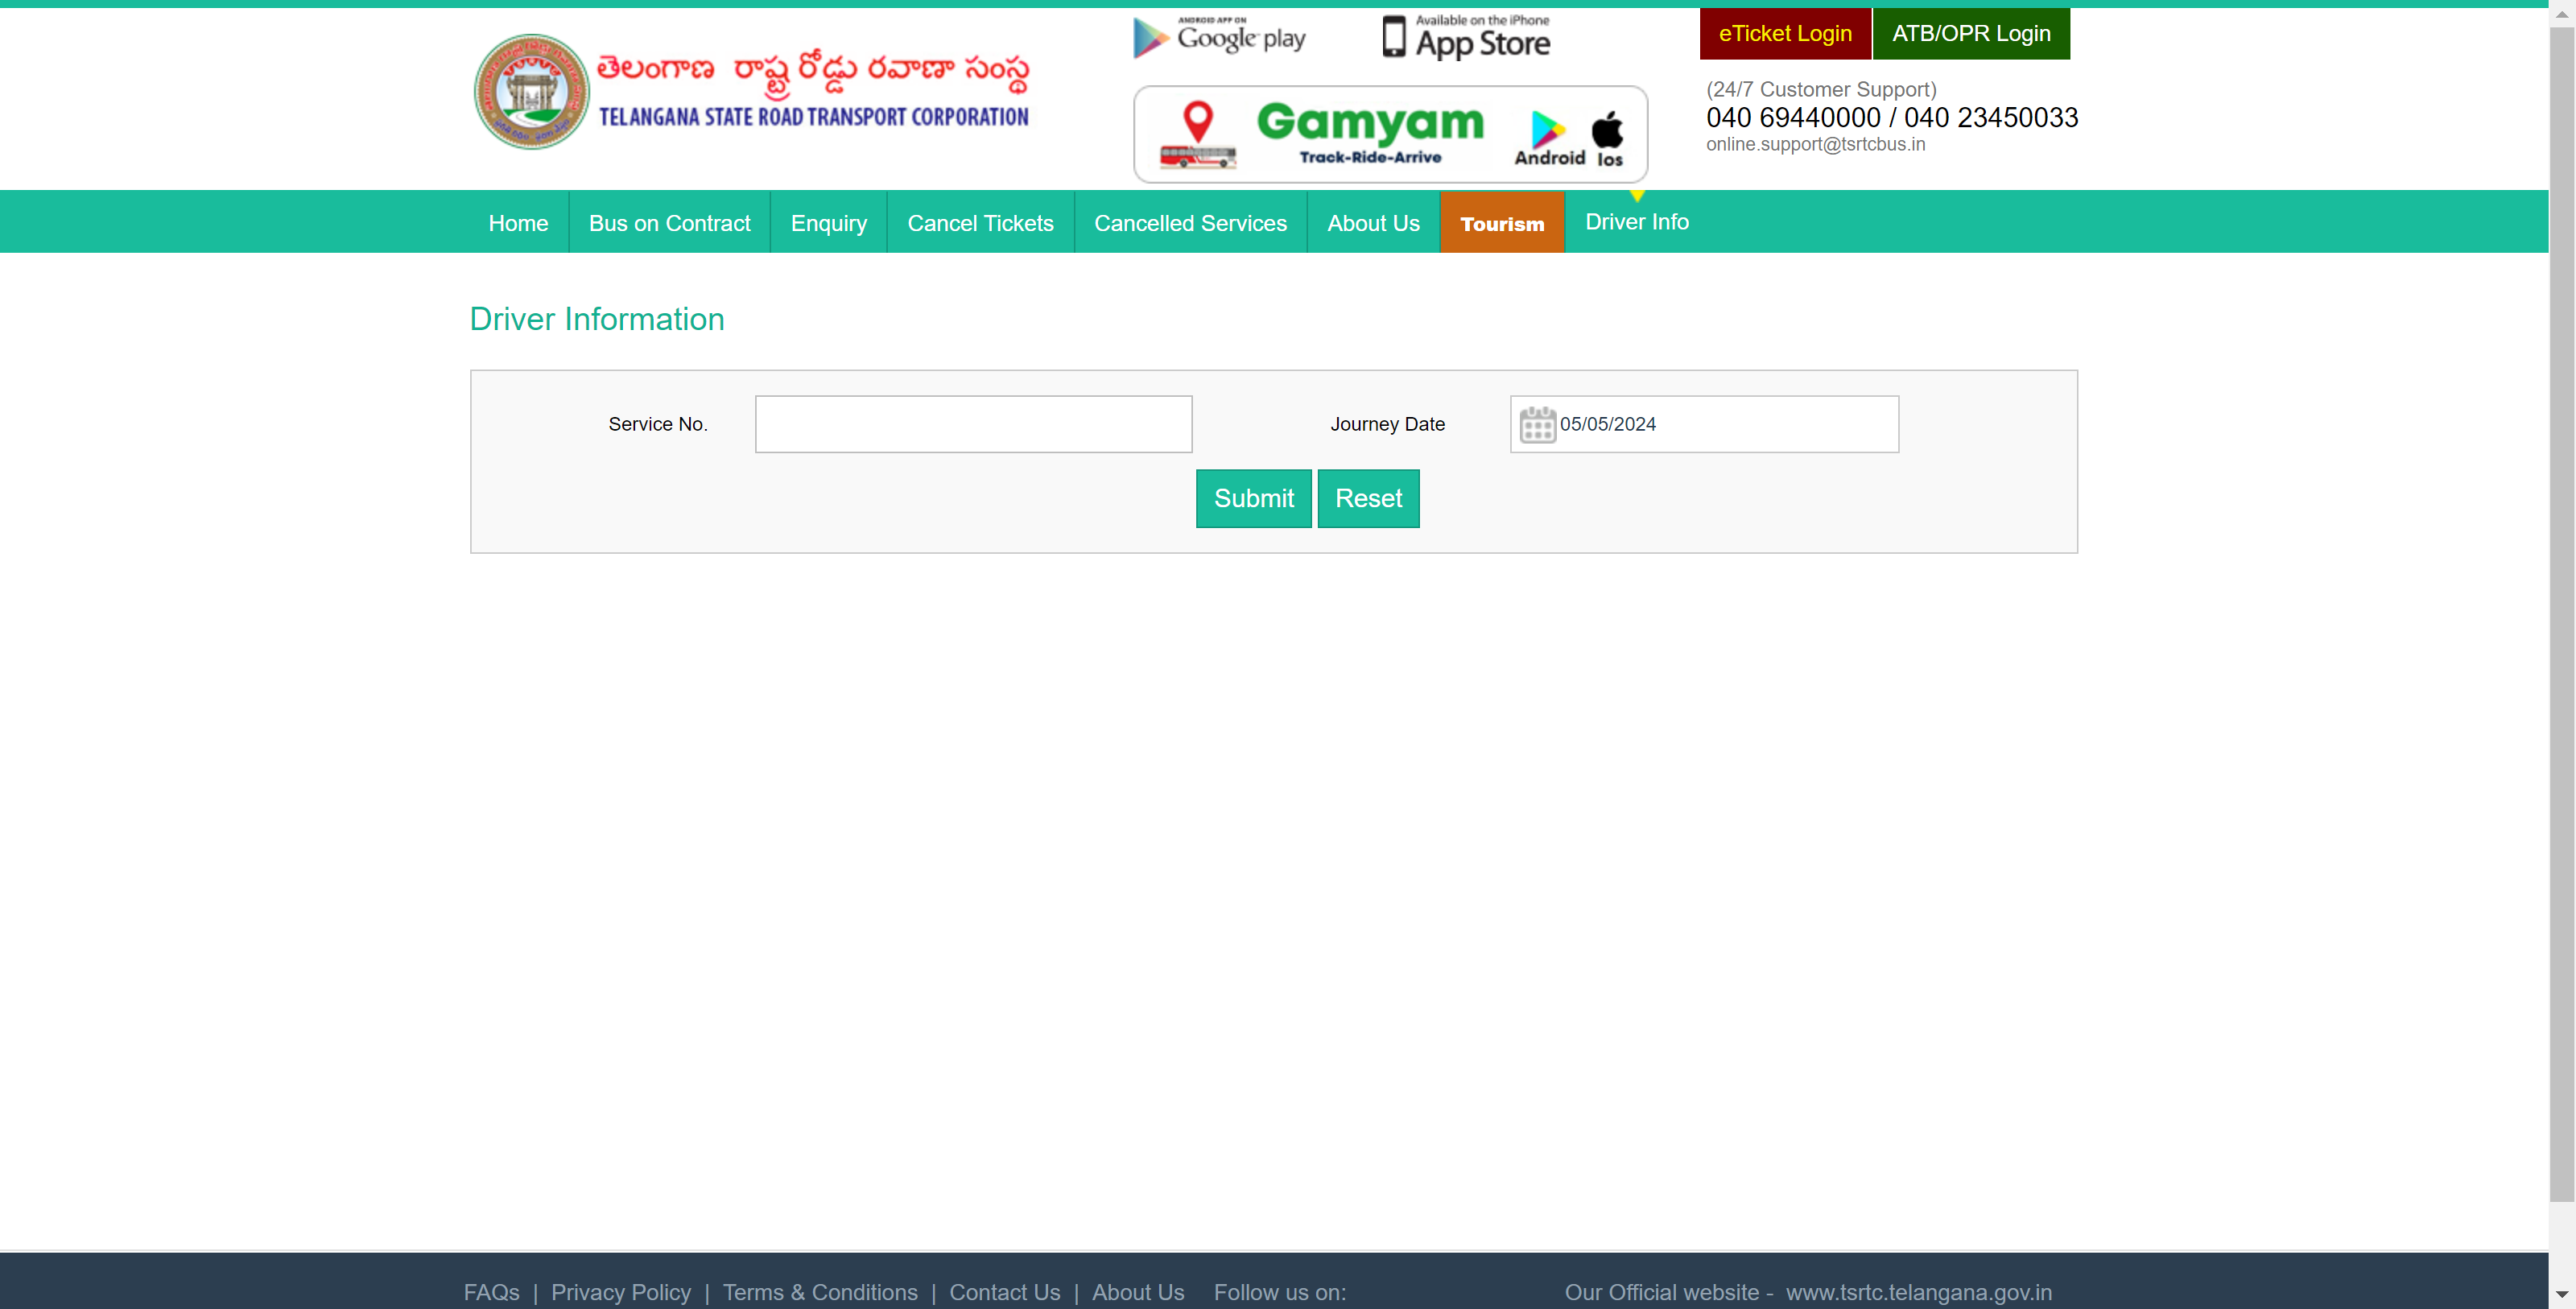 తెలంగాణ రాష్ట్ర రోడ్డు రవాణా సంస్థ
TELANGANA STATE ROAD TRANSPORT CORPORATION
ANDROID APP ON
Google play
Available on the iPhone
App Store
Gamyam
Track-Ride-Arrive
Android Ios
eTicket Login ATB/OPR Login
(24/7 Customer Support)
040 69440000 / 040 23450033
online.support@tsrtcbus.in
Home Bus on Contract Enquiry Cancel Tickets Cancelled Services About Us Tourism Driver Info
Driver Information
Service No. Journey Date 05/05/2024
Submit Reset
FAQs | Privacy Policy | Terms & Conditions | Contact Us | About Us Follow us on: Our Official website - www.tsrtc.telangana.gov.in